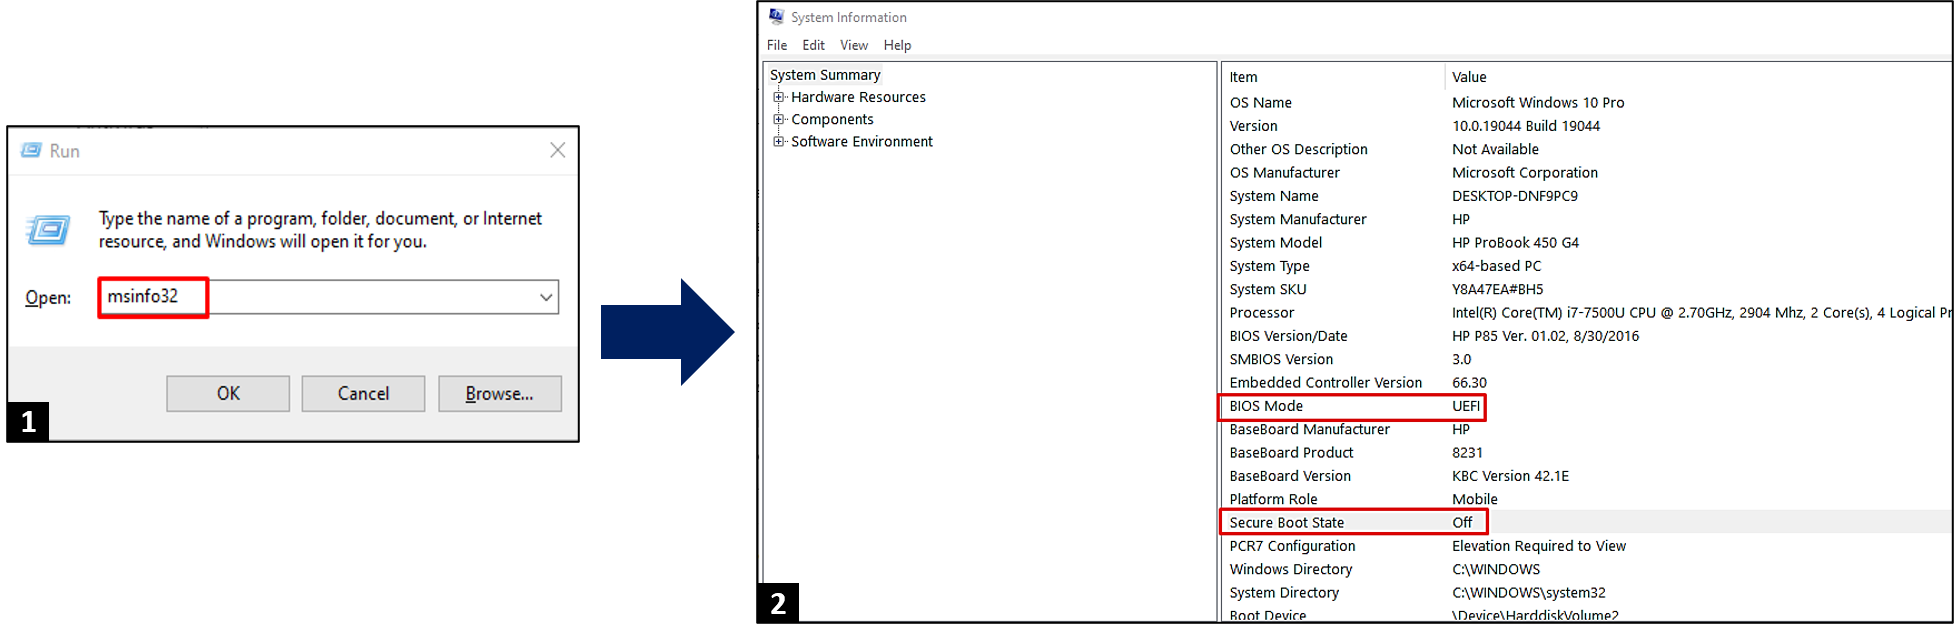 Run
Type the name of a program, folder, document, or Internet
resource, and Windows will open it for you.
Open: msinfo32
OK Cancel Browse...
1
System Information
File Edit View Help
System Summary
Hardware Resources
Components
Software Environment
Item Value
OS Name Microsoft Windows 10 Pro
Version 10.0.19044 Build 19044
Other OS Description Not Available
OS Manufacturer Microsoft Corporation
System Name DESKTOP-DNF9PC9
System Manufacturer HP
System Model HP ProBook 450 G4
System Type x64-based PC
System SKU Y8A47EA#BH5
Processor Intel(R) Core(TM) i7-7500U CPU @ 2.70GHz, 2904 Mhz, 2 Core(s), 4 Logical Pr
BIOS Version/Date HP P85 Ver. 01.02, 8/30/2016
SMBIOS Version 3.0
Embedded Controller Version 66.30
BIOS Mode UEFI
BaseBoard Manufacturer HP
BaseBoard Product 8231
BaseBoard Version KBC Version 42.1E
Platform Role Mobile
Secure Boot State Off
PCR7 Configuration Elevation Required to View
Windows Directory C:\WINDOWS
System Directory C:\WINDOWS\system32
Boot Device \Device\HarddiskVolume2
2